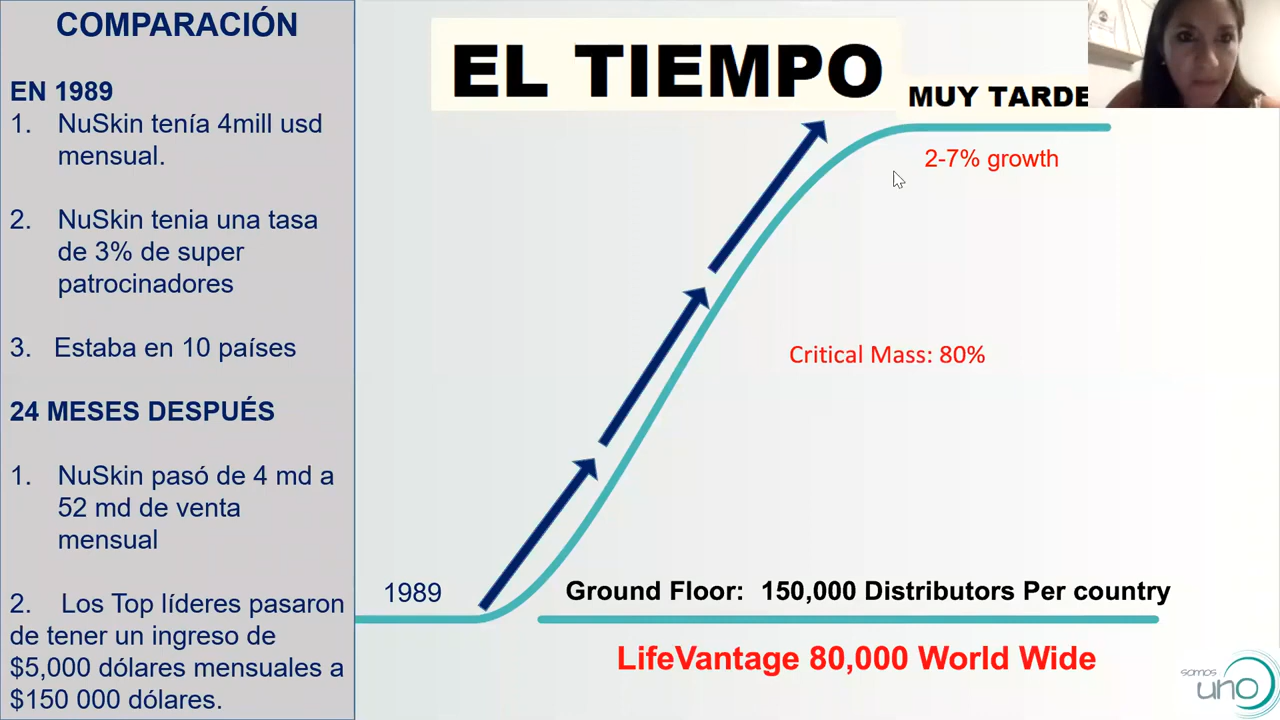 COMPARACIÓN
EN 1989
1. NuSkin tenía 4mill usd
mensual.
2. NuSkin tenia una tasa
de 3% de super
patrocinadores
3. Estaba en 10 países
24 MESES DESPUÉS
1. NuSkin pasó de 4 md a
52 md de venta
mensual
2. Los Top líderes pasaron
de tener un ingreso de
$5,000 dólares mensuales a
$150 000 dólares.
EL TIEMPO
MUY TARDE
2-7% growth
Critical Mass: 80%
1989
Ground Floor: 150,000 Distributors Per country
LifeVantage 80,000 World Wide
somos
uno